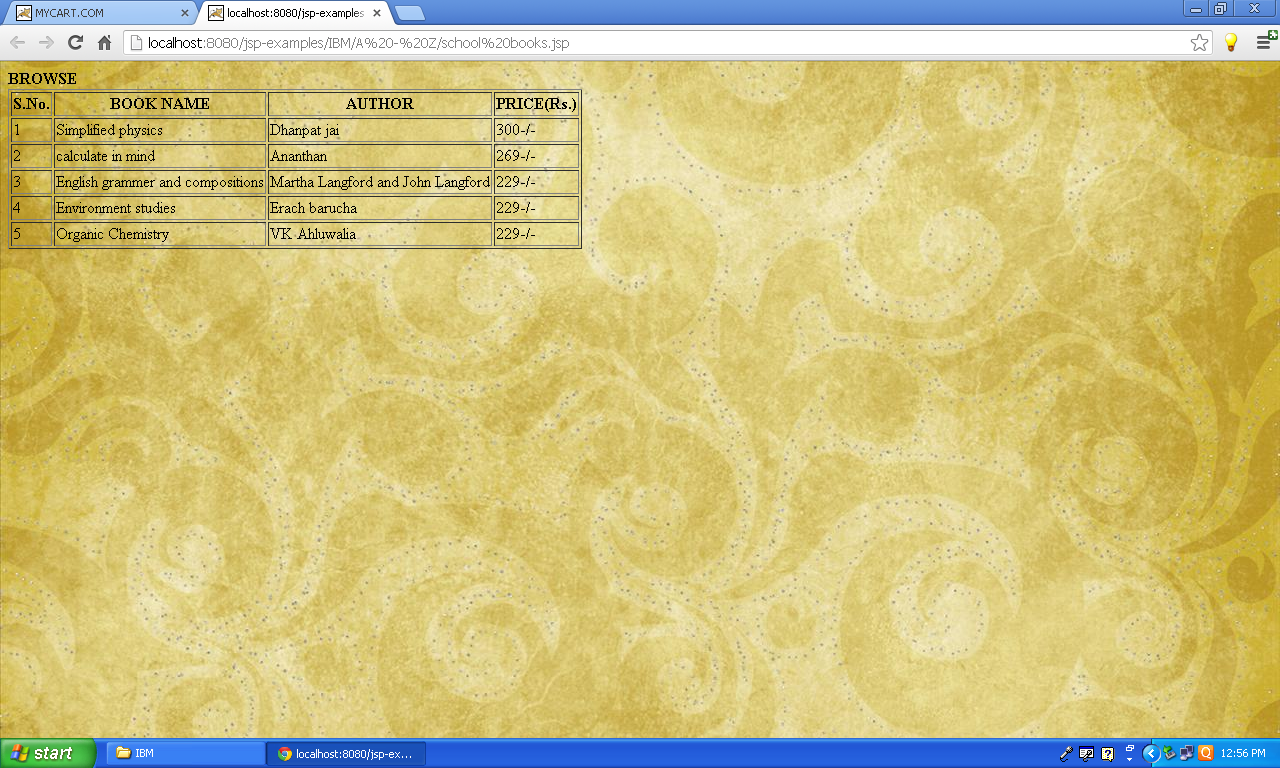 MYCART.COM
localhost:8080/jsp-examples
localhost:8080/jsp-examples/IBM/A%20-%20Z/school%20books.jsp
BROWSE
S.No. BOOK NAME AUTHOR PRICE(Rs.)
1 Simplified physics Dhanpat jai 300-/-
2 calculate in mind Ananthan 269-/-
3 English grammer and compositions Martha Langford and John Langford 229-/-
4 Environment studies Erach barucha 229-/-
5 Organic Chemistry VK Ahluwalia 229-/-
start IBM localhost:8080/jsp-ex... 12:56 PM